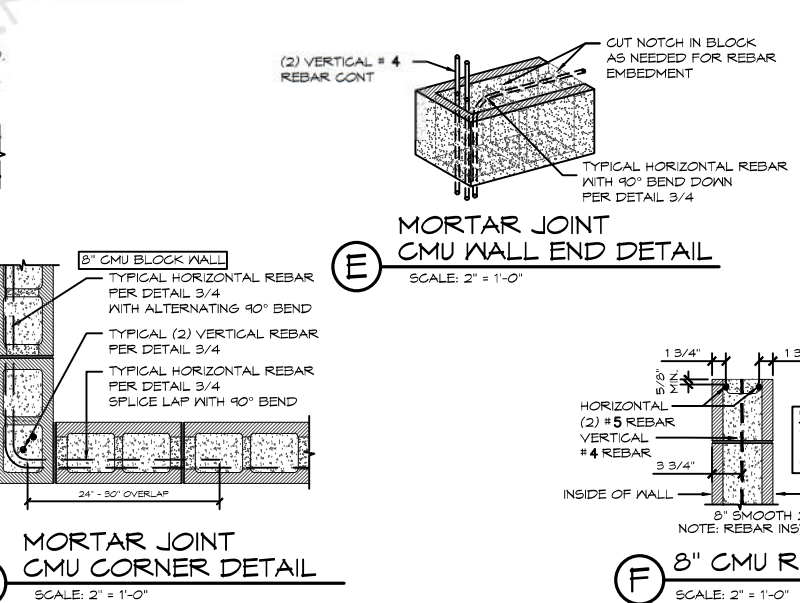 (2) VERTICAL # 4
REBAR CONT
CUT NOTCH IN BLOCK
AS NEEDED FOR REBAR
EMBEDMENT
TYPICAL HORIZONTAL REBAR
WITH 90° BEND DOWN
PER DETAIL 3/4
E
MORTAR JOINT
CMU WALL END DETAIL
SCALE: 2" = 1'-0"
8" CMU BLOCK WALL
TYPICAL HORIZONTAL REBAR
PER DETAIL 3/4
WITH ALTERNATING 90° BEND
TYPICAL (2) VERTICAL REBAR
PER DETAIL 3/4
TYPICAL HORIZONTAL REBAR
PER DETAIL 3/4
SPLICE LAP WITH 90° BEND
24" - 30" OVERLAP
MORTAR JOINT
CMU CORNER DETAIL
SCALE: 2" = 1'-0"
1 3/4"
5/8"
MIN.
HORIZONTAL
(2) #5 REBAR
VERTICAL
#4 REBAR
3 3/4"
INSIDE OF WALL
8" SMOOTH
NOTE: REBAR INS
F
8" CMU R
SCALE: 2" = 1'-0"